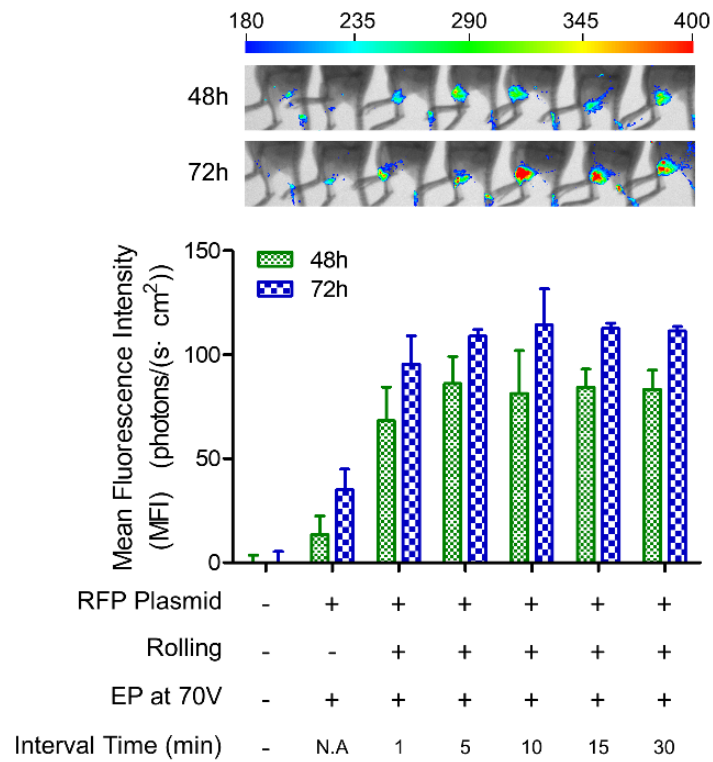 180 235 290 345 400
48h
72h
Mean Fluorescence Intensity
(MFI) (photons/(s· cm²))
150
100
50
0
48h
72h
RFP Plasmid - + + + + + +
Rolling - - + + + + +
EP at 70V - + + + + + +
Interval Time (min) - N.A 1 5 10 15 30